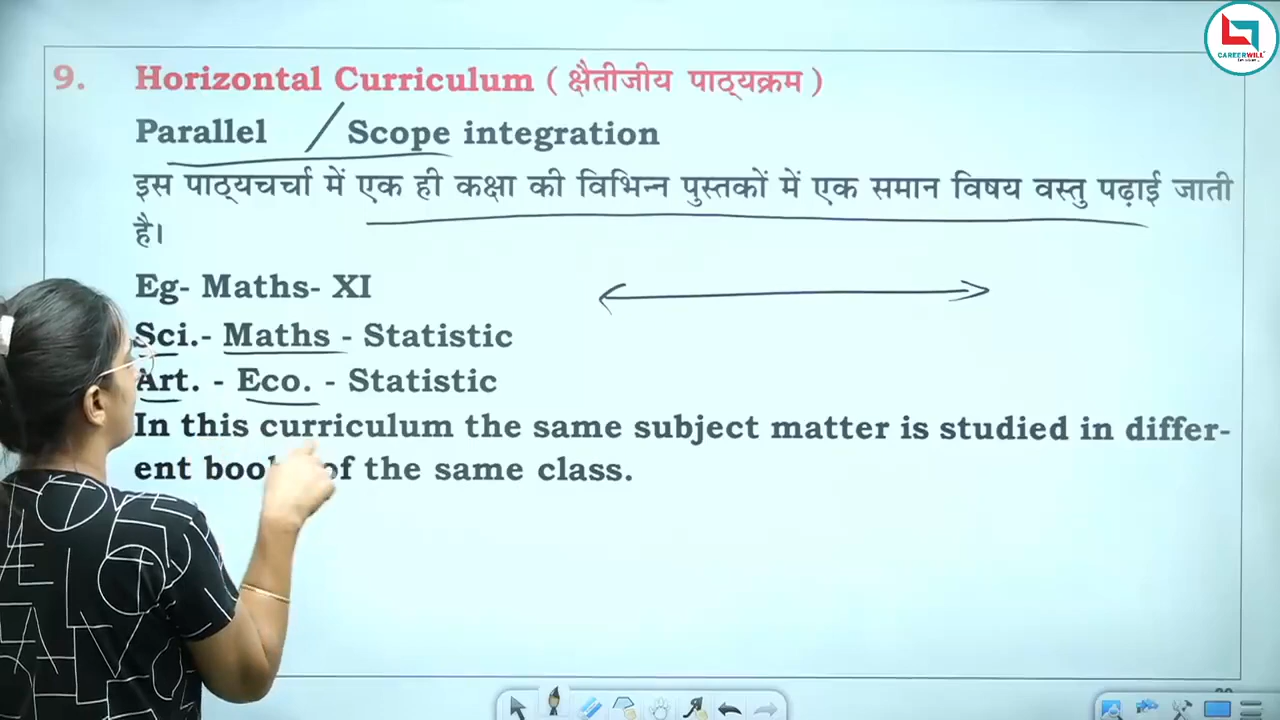 CAREERWILL
9. Horizontal Curriculum ( क्षैतीजीय पाठ्यक्रम )
Parallel / Scope integration
इस पाठ्यचर्चा में एक ही कक्षा की विभिन्न पुस्तकों में एक समान विषय वस्तु पढ़ाई जाती
है।
Eg- Maths- XI
Sci.- Maths - Statistic
Art. - Eco. - Statistic
In this curriculum the same subject matter is studied in differ-
ent of the same class.